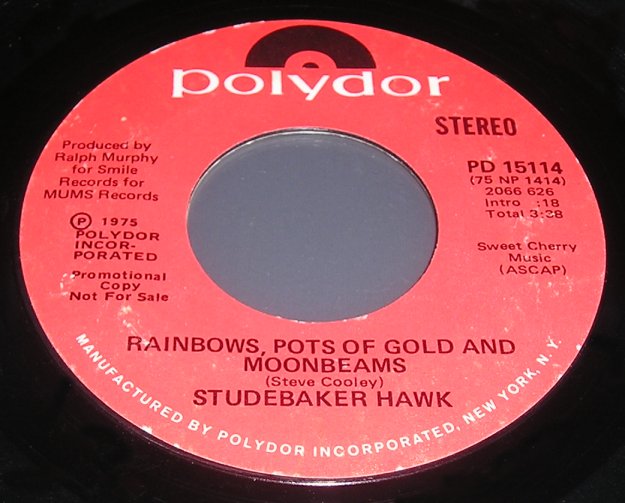 polydor
STEREO
Produced by
Ralph Murphy
for Smile
Records for
MUMS Records
℗ 1975
POLYDOR
INCOR-
PORATED
Promotional
Copy
Not For Sale
PD 15114
(75 NP 1414)
2066 626
Intro :18
Total 3:38
Sweet Cherry
Music
(ASCAP)
RAINBOWS, POTS OF GOLD AND
MOONBEAMS
(Steve Cooley)
STUDEBAKER HAWK
MANUFACTURED BY POLYDOR INCORPORATED, NEW YORK, N.Y.